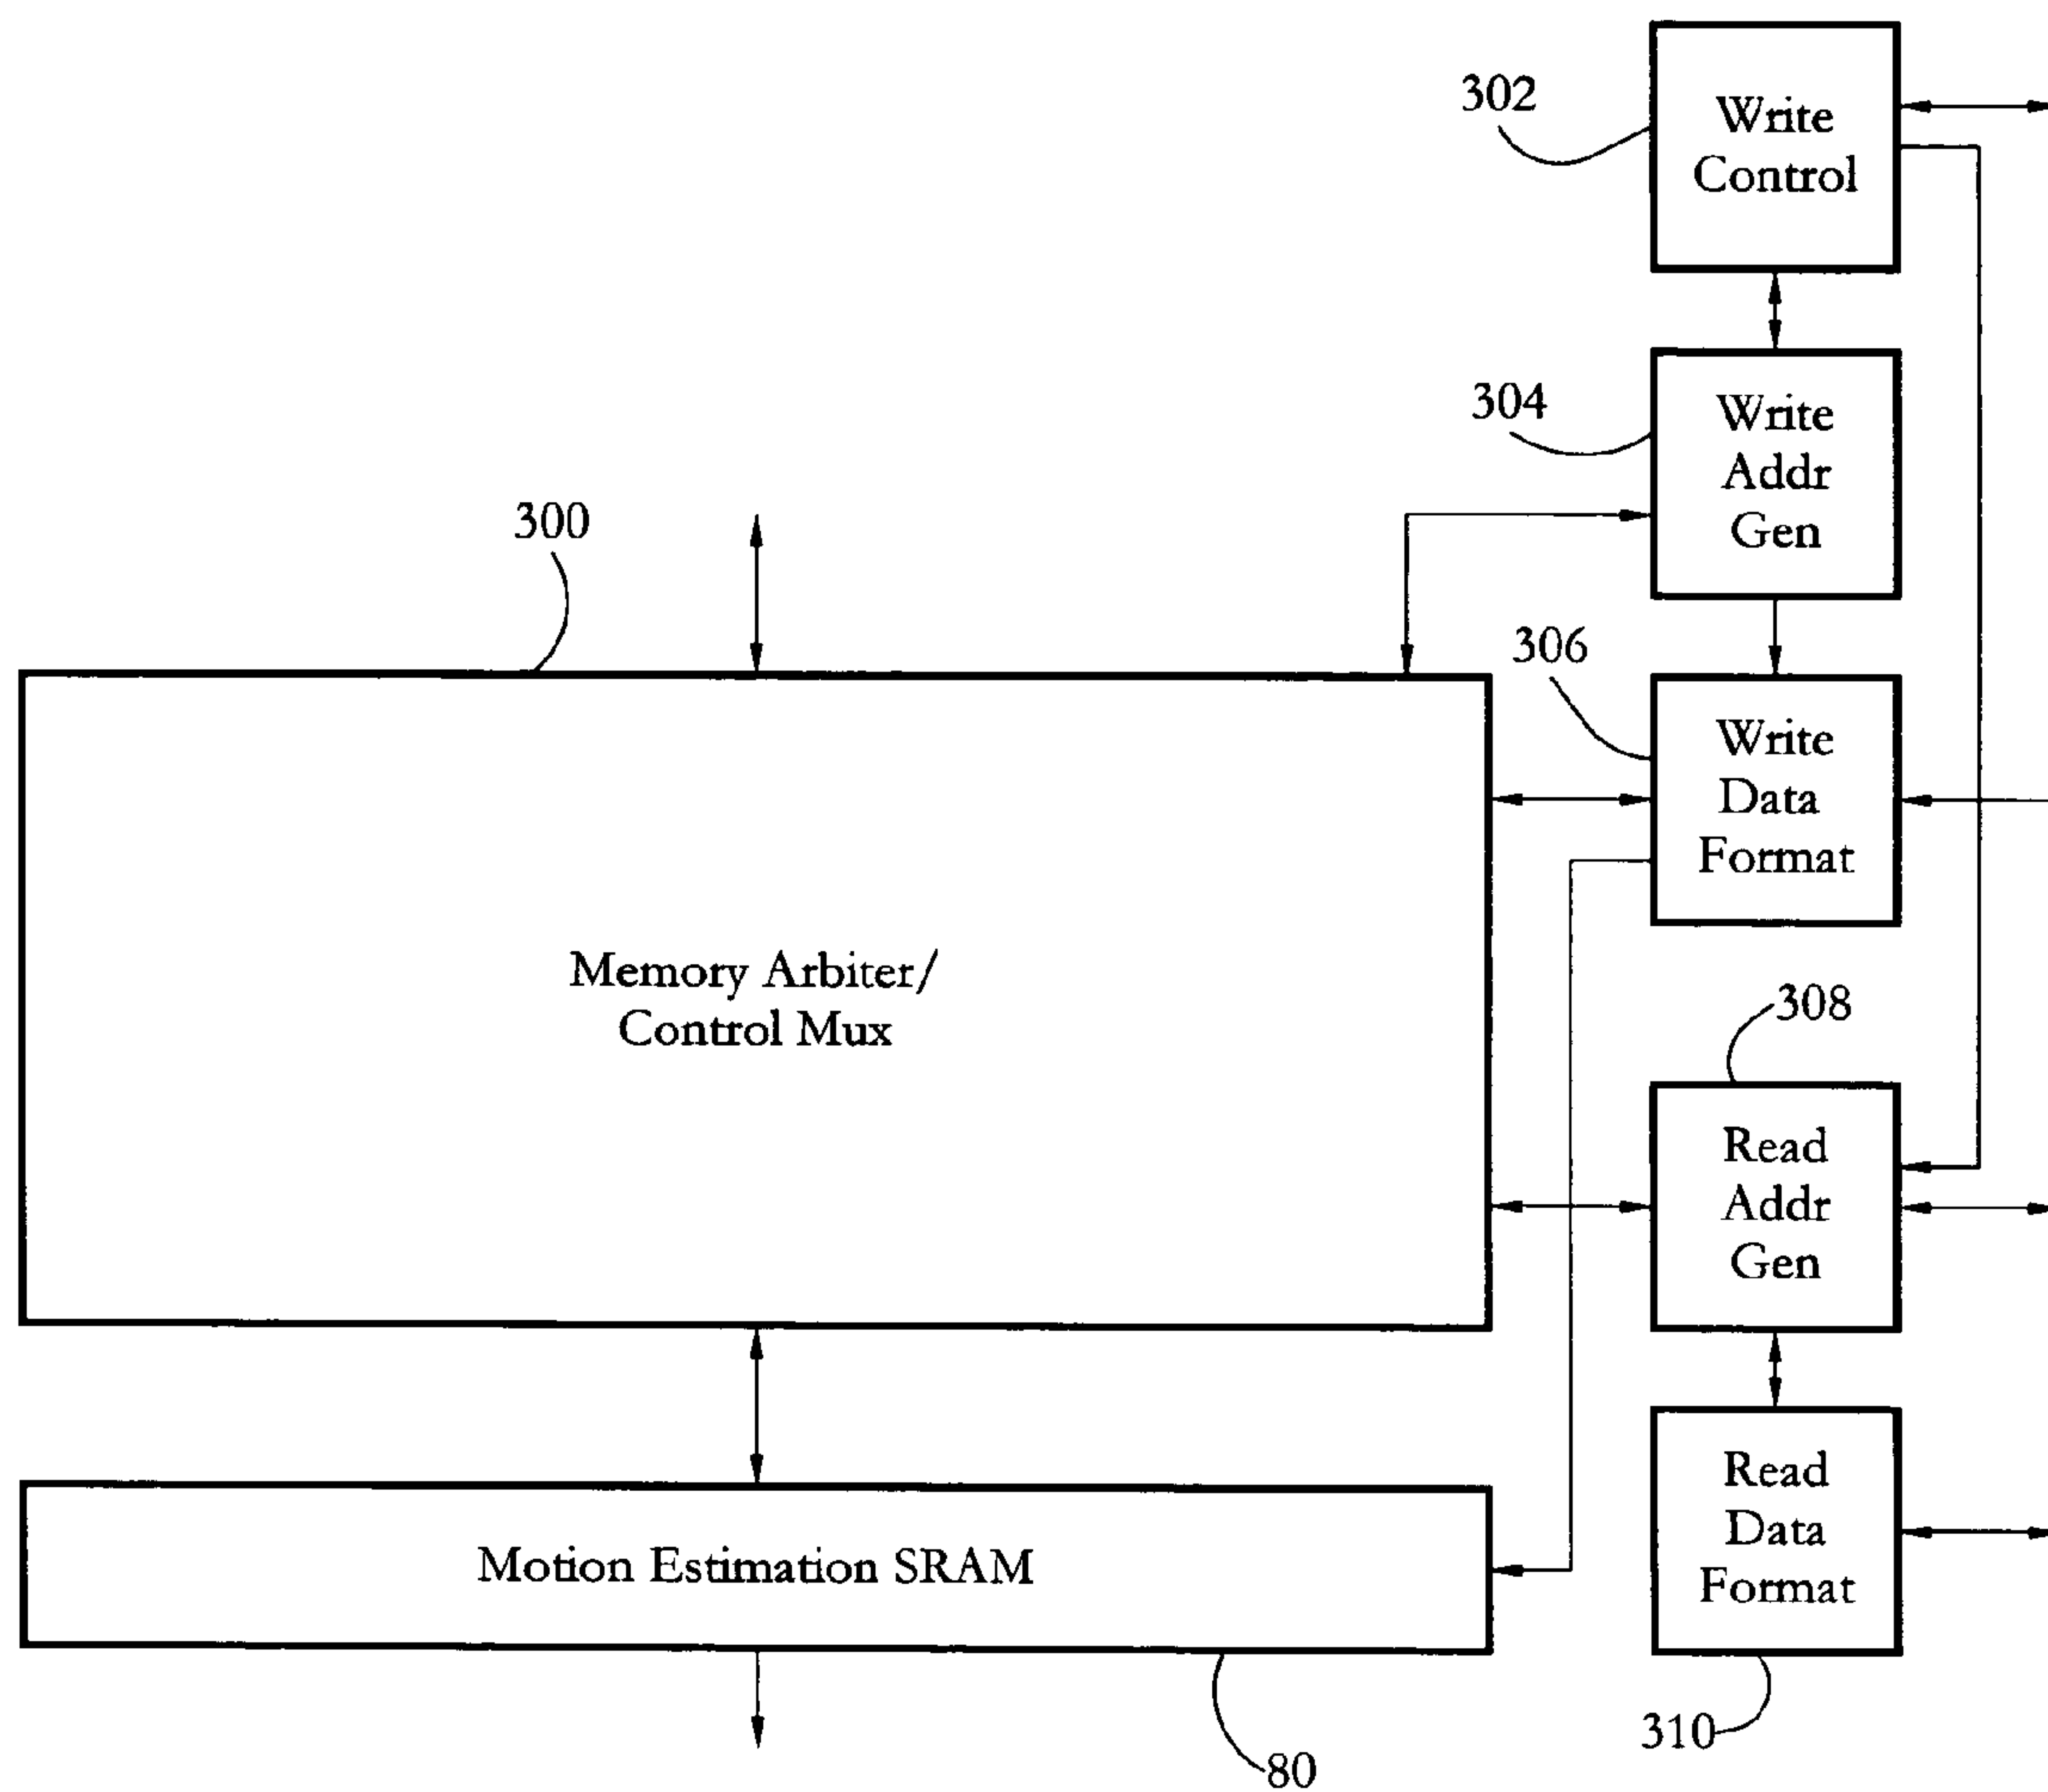 302
Write
Control
304
Write
Addr
Gen
300
306
Write
Data
Format
Memory Arbiter/
Control Mux
308
Read
Addr
Gen
Read
Data
Format
Motion Estimation SRAM
310
80